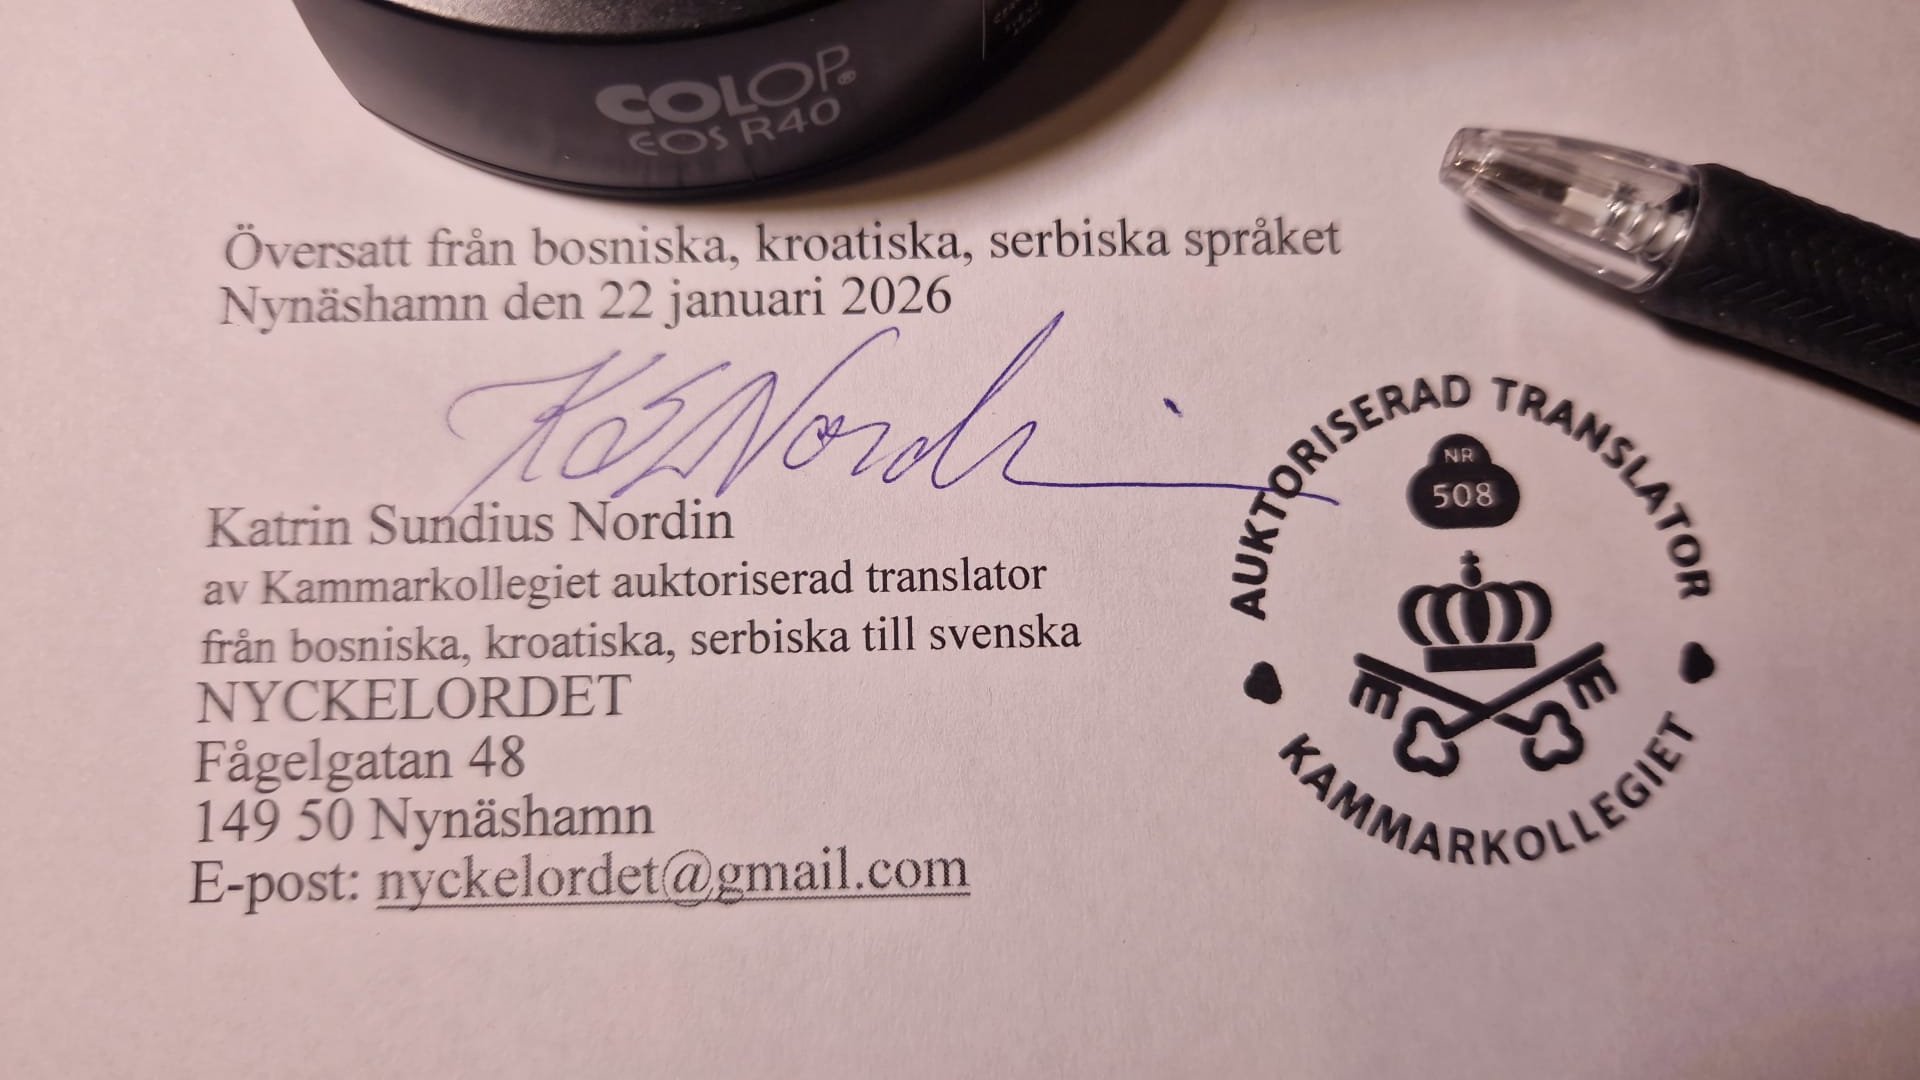 COLOP®
EOS R40
Översatt från bosniska, kroatiska, serbiska språket
Nynäshamn den 22 januari 2026
K S Nordin
Katrin Sundius Nordin
av Kammarkollegiet auktoriserad translator
från bosniska, kroatiska, serbiska till svenska
NYCKELORDET
Fågelgatan 48
149 50 Nynäshamn
E-post: nyckelordet@gmail.com
AUKTORISERAD TRANSLATOR
NR
508
KAMMARKOLLEGIET